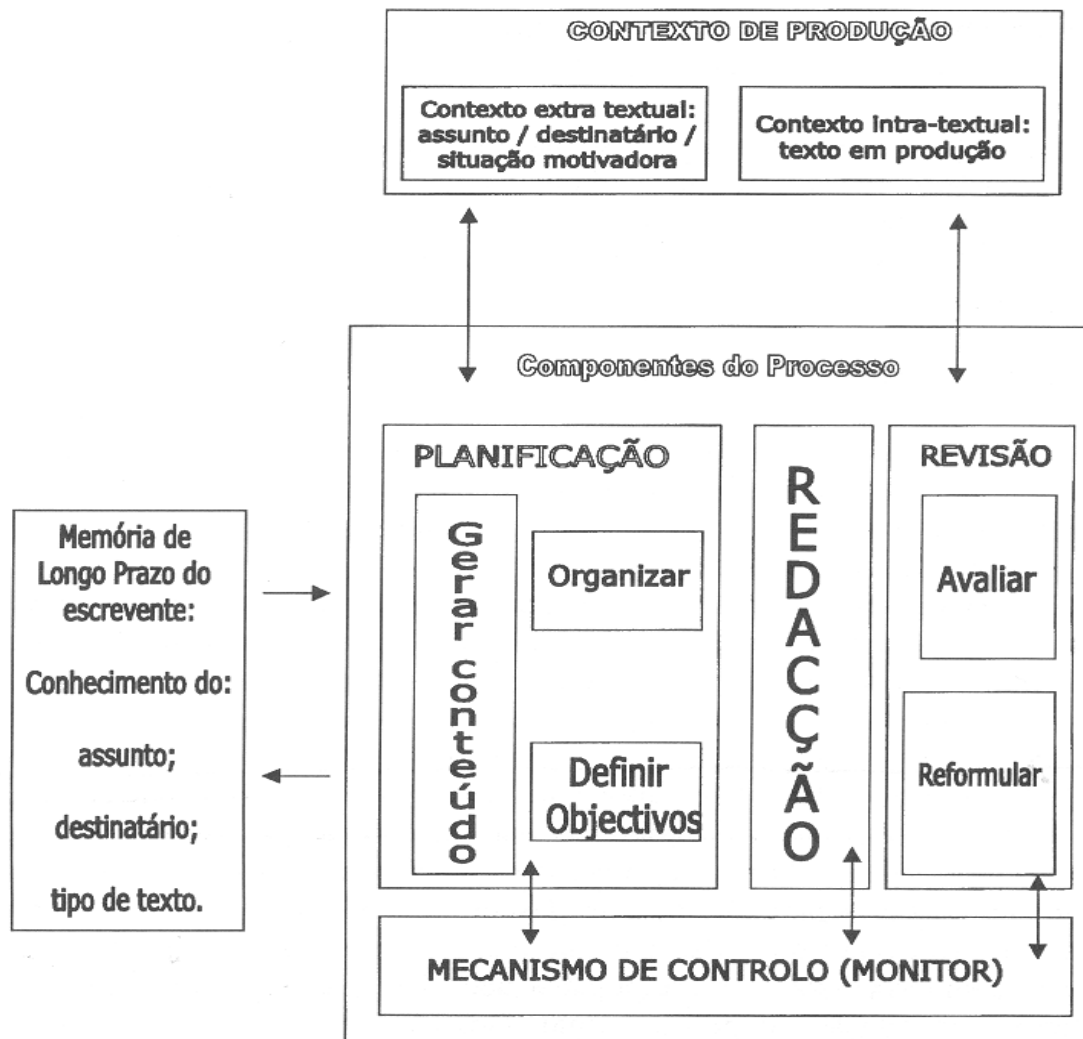 CONTEXTO DE PRODUÇÃO
Contexto extra textual:
assunto / destinatário /
situação motivadora
Contexto intra-textual:
texto em produção
Componentes do Processo
PLANIFICAÇÃO
Gerar conteúdo
Organizar
Definir
Objectivos
REDACÇÃO
REVISÃO
Avaliar
Reformular
Memória de
Longo Prazo do
escrevente:
Conhecimento do:
assunto;
destinatário;
tipo de texto.
MECANISMO DE CONTROLO (MONITOR)